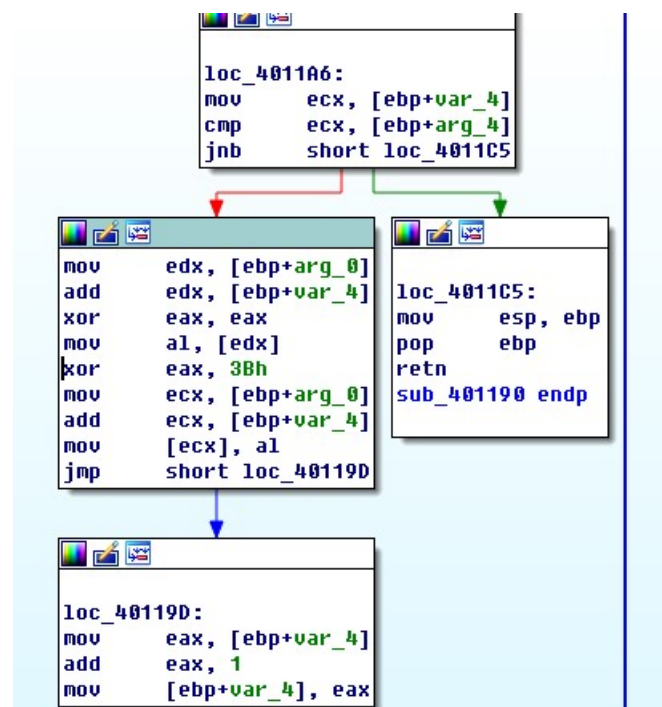 loc_4011A6:
mov ecx, [ebp+var_4]
cmp ecx, [ebp+arg_4]
jnb short loc_4011C5
mov edx, [ebp+arg_0]
add edx, [ebp+var_4]
xor eax, eax
mov al, [edx]
xor eax, 3Bh
mov ecx, [ebp+arg_0]
add ecx, [ebp+var_4]
mov [ecx], al
jmp short loc_40119D
loc_4011C5:
mov esp, ebp
pop ebp
retn
sub_401190 endp
loc_40119D:
mov eax, [ebp+var_4]
add eax, 1
mov [ebp+var_4], eax